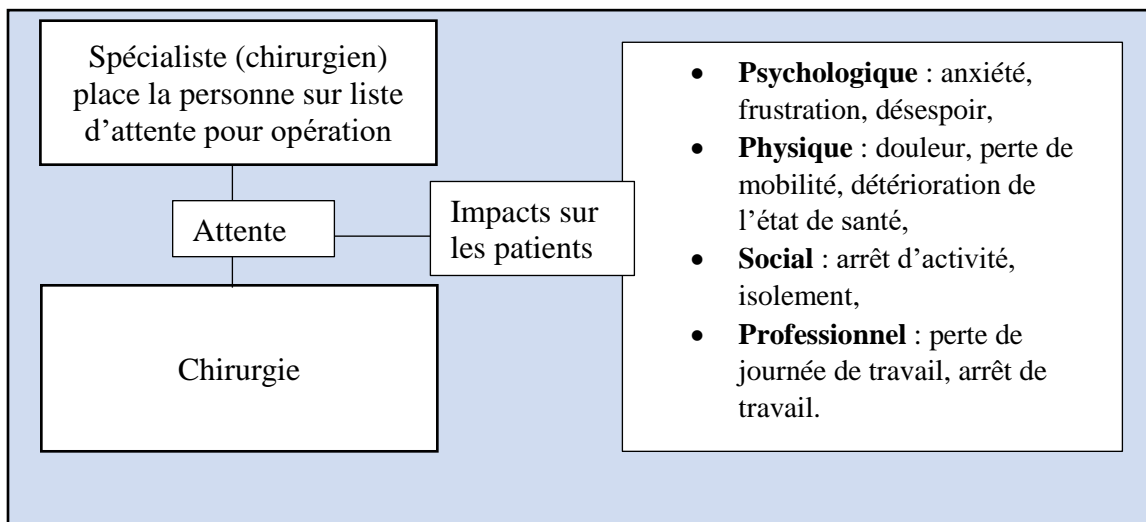 Spécialiste (chirurgien)
place la personne sur liste
d’attente pour opération
Attente
Impacts sur
les patients
Chirurgie
• Psychologique : anxiété,
frustration, désespoir,
• Physique : douleur, perte de
mobilité, détérioration de
l’état de santé,
• Social : arrêt d’activité,
isolement,
• Professionnel : perte de
journée de travail, arrêt de
travail.